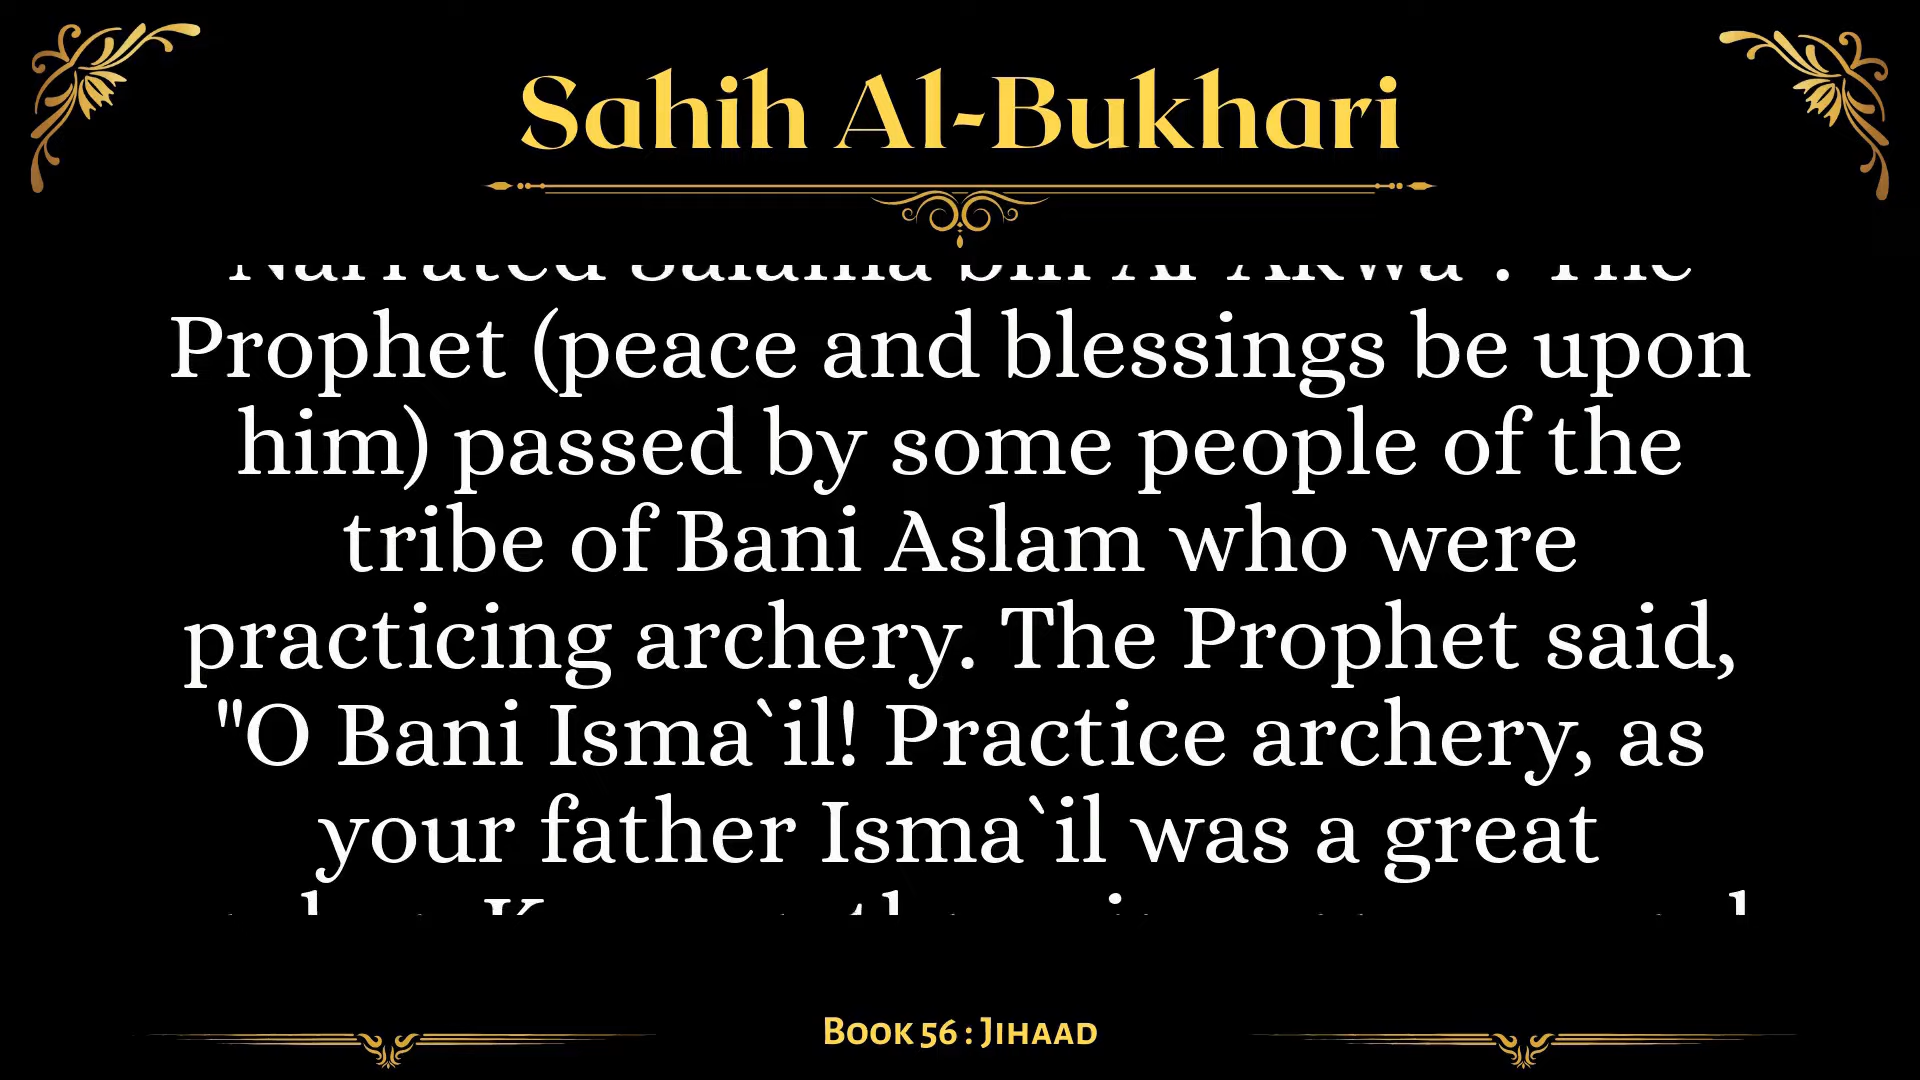 Sahih Al-Bukhari
Narrated Salama bin Al-Akwa`: The
Prophet (peace and blessings be upon
him) passed by some people of the
tribe of Bani Aslam who were
practicing archery. The Prophet said,
"O Bani Isma`il! Practice archery, as
your father Isma`il was a great
Book 56 : Jihaad